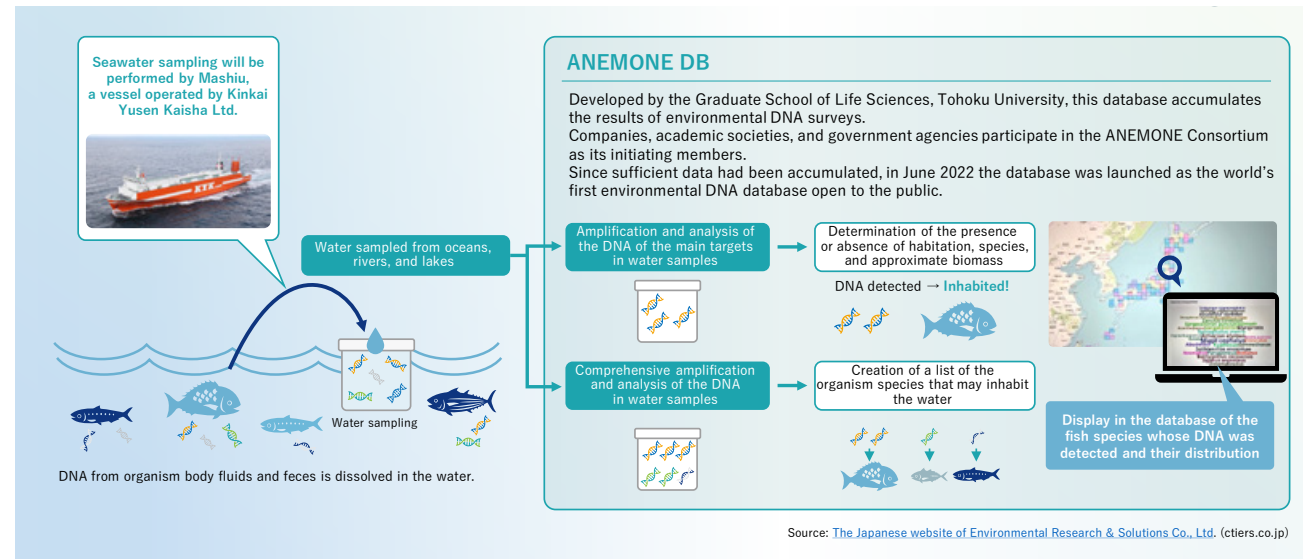 Seawater sampling will be
performed by Mashiu,
a vessel operated by Kinkai
Yusen Kaisha Ltd.
KYK
Water sampled from oceans,
rivers, and lakes
Water sampling
DNA from organism body fluids and feces is dissolved in the water.
ANEMONE DB
Developed by the Graduate School of Life Sciences, Tohoku University, this database accumulates
the results of environmental DNA surveys.
Companies, academic societies, and government agencies participate in the ANEMONE Consortium
as its initiating members.
Since sufficient data had been accumulated, in June 2022 the database was launched as the world's
first environmental DNA database open to the public.
Amplification and analysis of
the DNA of the main targets
in water samples
Determination of the presence
or absence of habitation, species,
and approximate biomass
DNA detected → Inhabited!
Comprehensive amplification
and analysis of the DNA
in water samples
Creation of a list of the
organism species that may inhabit
the water
Display in the database of the
fish species whose DNA was
detected and their distribution
Source: The Japanese website of Environmental Research & Solutions Co., Ltd. (ctiers.co.jp)